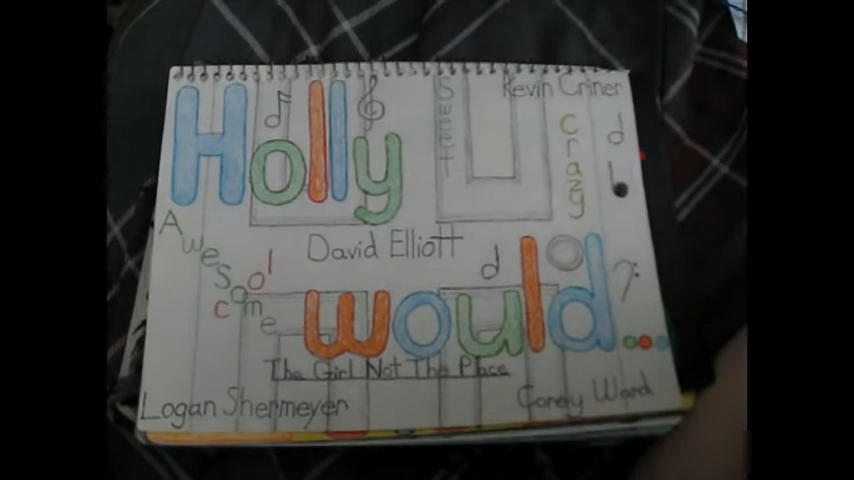 Holly
Sweet
Kevin Criner
crazy
Awesome
David Elliott
cool
would...
The Girl Not The Place
Logan Shermeyer
Corey Ward